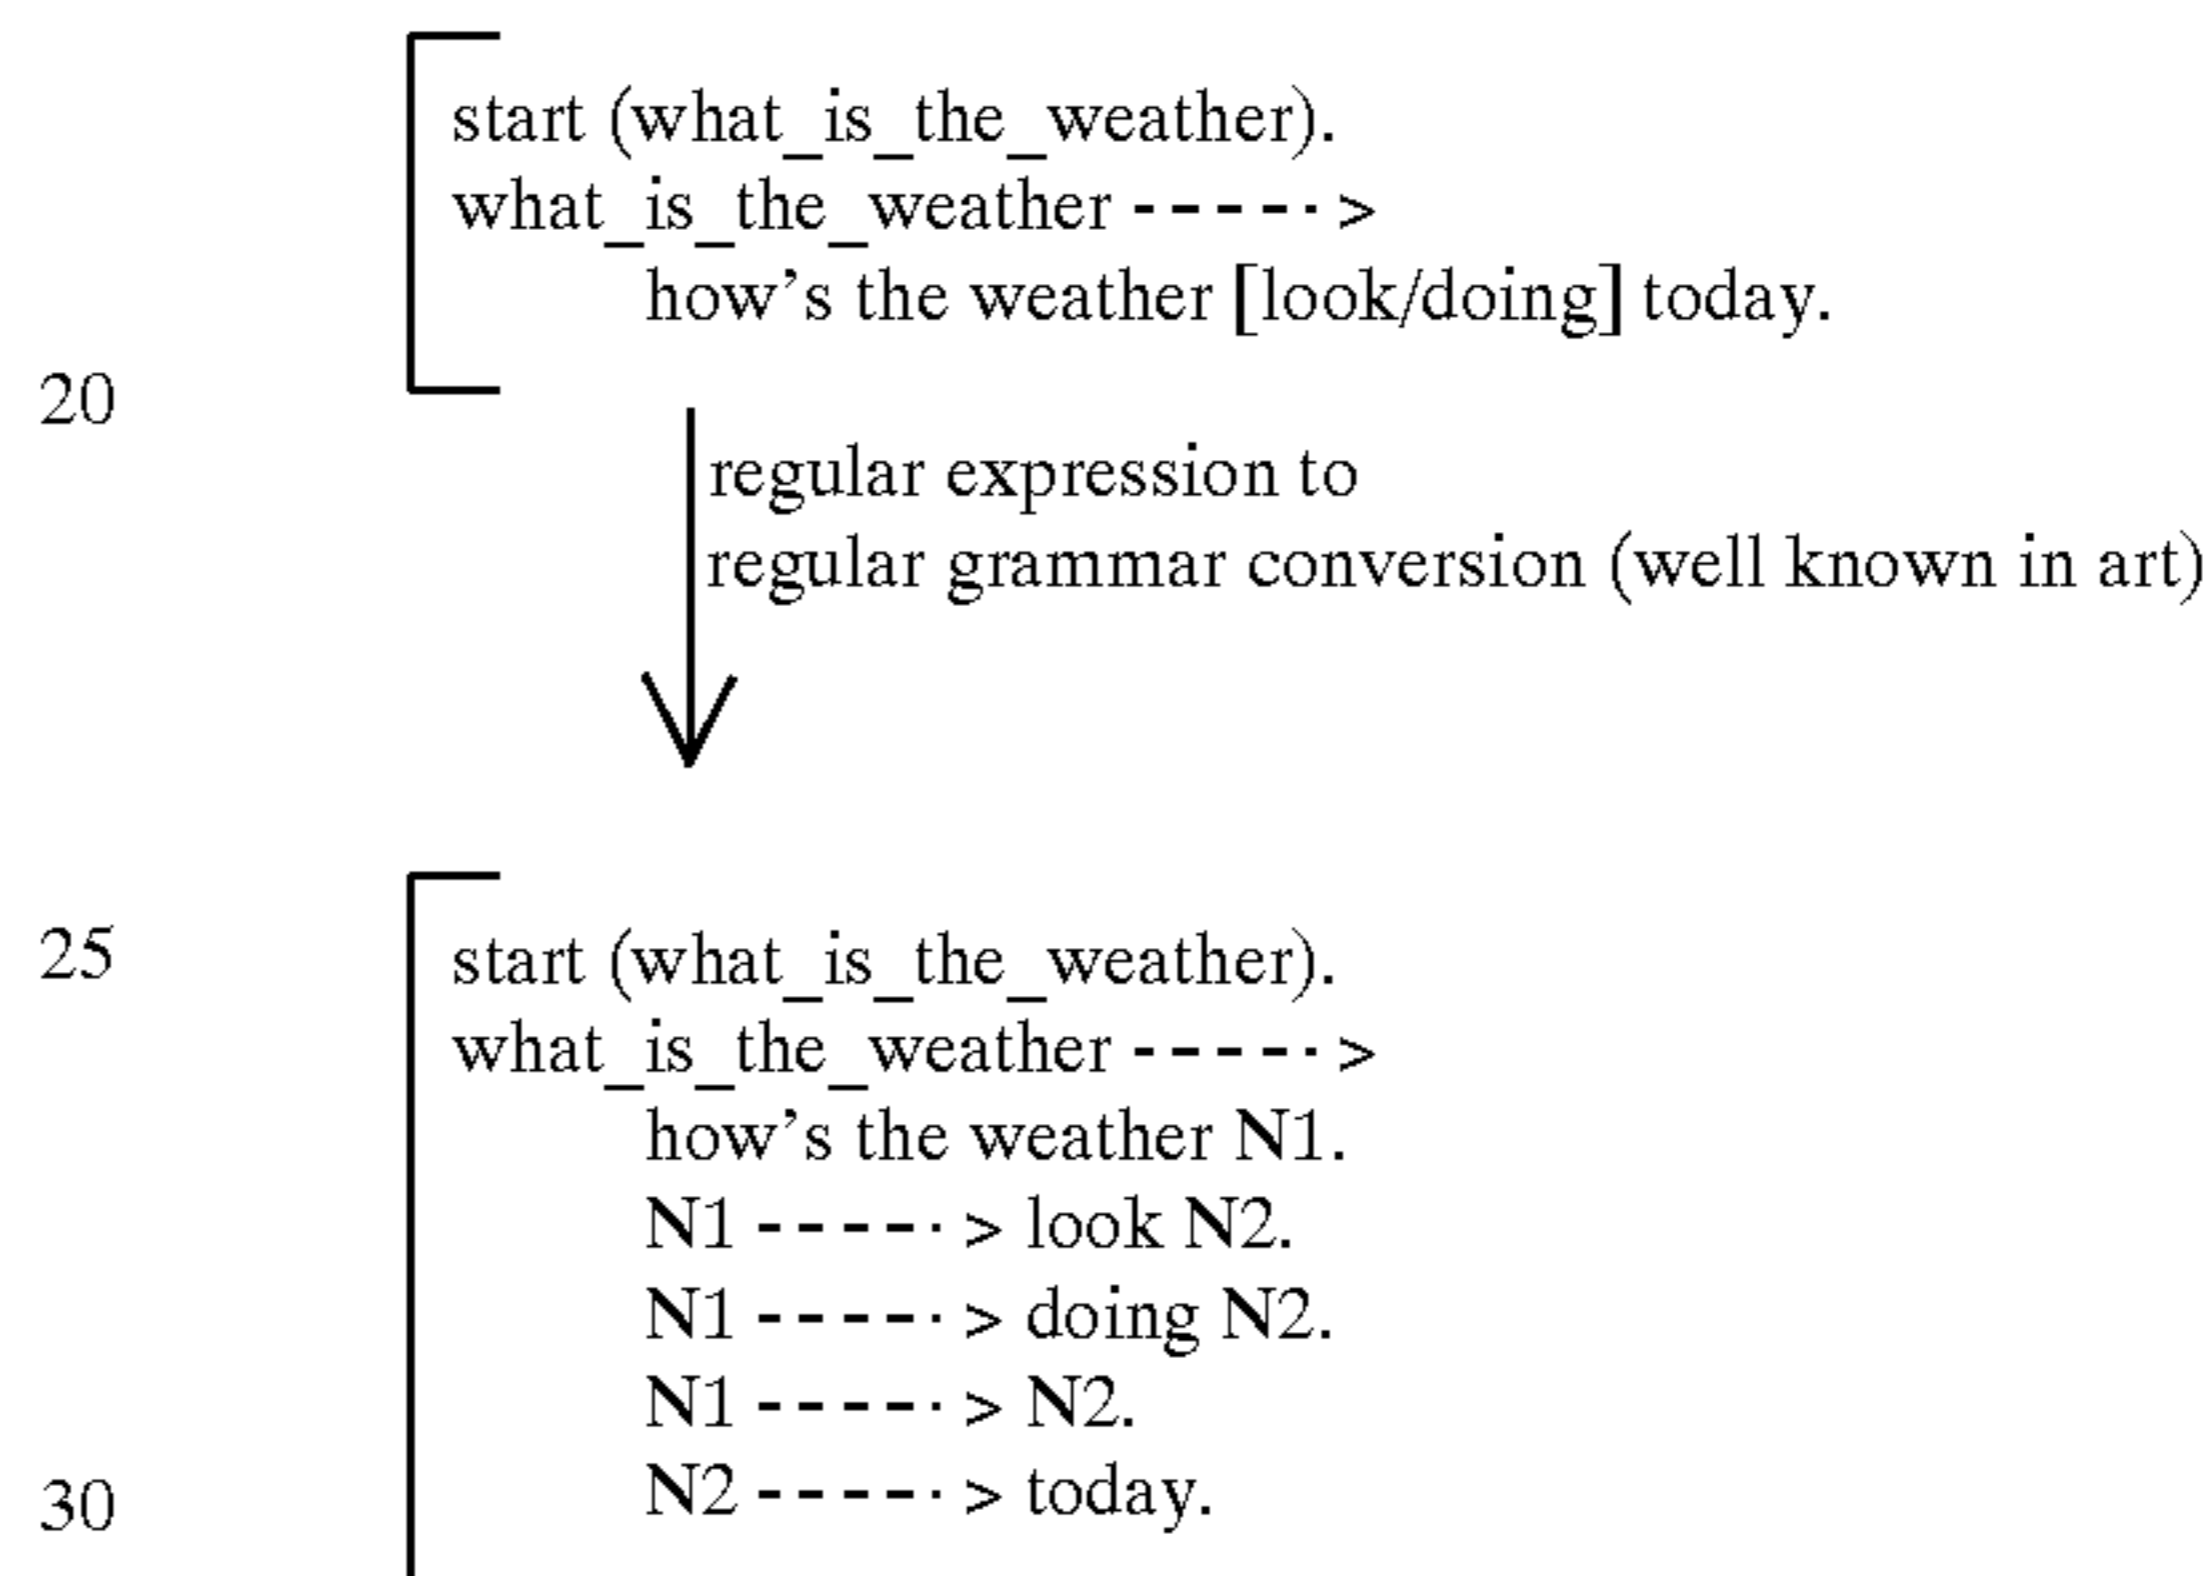 start (what_is_the_weather).
what_is_the_weather - - - - - >
how's the weather [look/doing] today.
20
regular expression to
regular grammar conversion (well known in art)
25
start (what_is_the_weather).
what_is_the_weather - - - - - >
how's the weather N1.
N1 - - - - - > look N2.
N1 - - - - - > doing N2.
N1 - - - - - > N2.
30
N2 - - - - - > today.